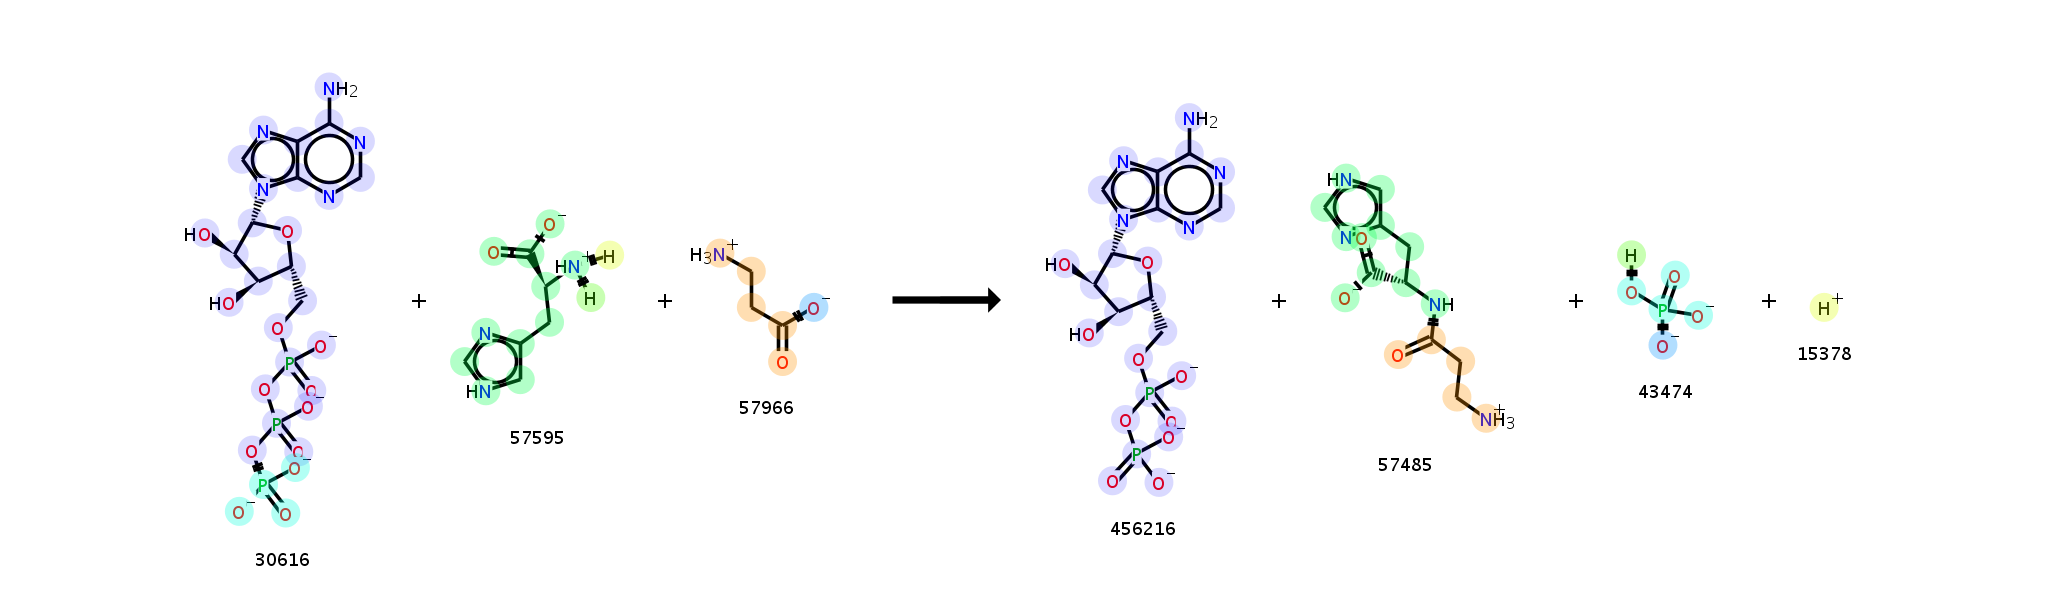 NH2
N
N
N
N
HO
O
HO
O
O−
P
O
O
O−
P
O
O
O−
P
O−
O
30616
+
O−
O
HN+
H
H
N
HN
57595
+
H3N+
O−
O
57966
+
NH2
N
N
N
N
HO
O
HO
O
O−
P
O
O
O−
P
O
O−
456216
+
HN
N
O
O−
NH
O
NH3+
57485
+
H
O
O
P
O−
O−
43474
+
H+
15378